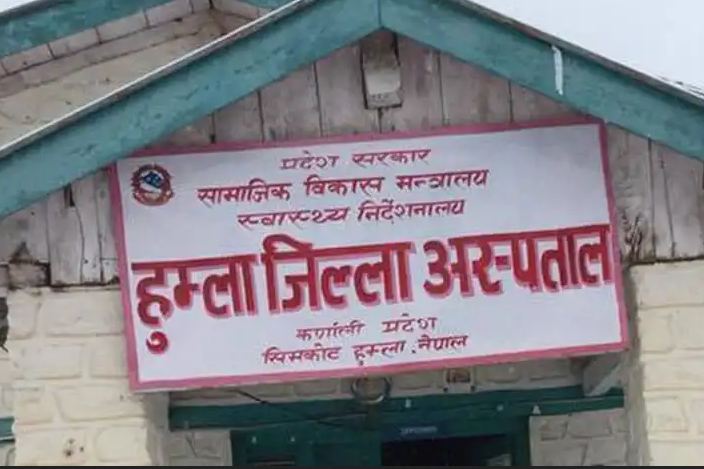 प्रदेश सरकार
सामाजिक विकास मन्त्रालय
स्वास्थ्य निर्देशनालय
हुम्ला जिल्ला अस्पताल
कर्णाली प्रदेश
सिमकोट हुम्ला, नेपाल